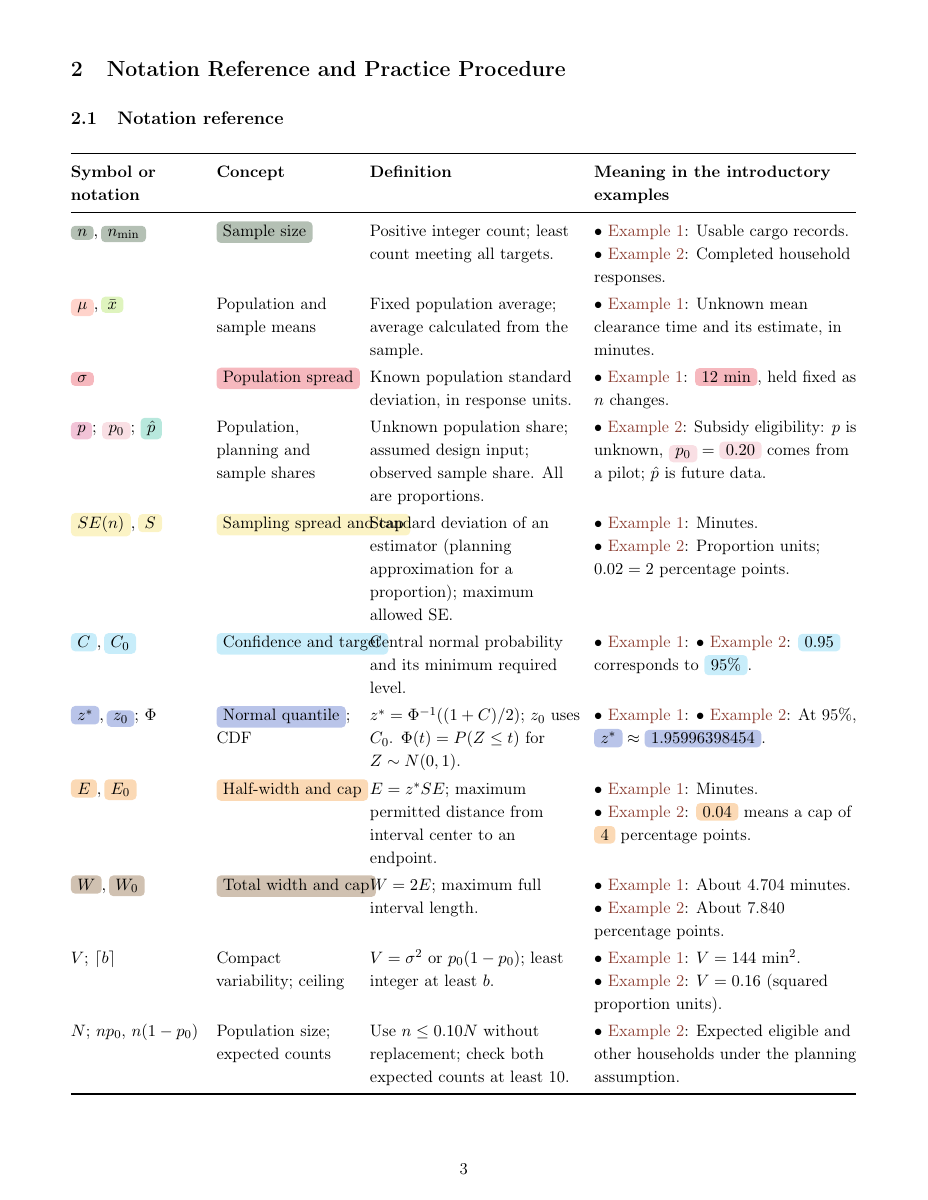 2 Notation Reference and Practice Procedure
2.1 Notation reference
Symbol or notation | Concept | Definition | Meaning in the introductory examples
n, n_min | Sample size | Positive integer count; least count meeting all targets. | • Example 1: Usable cargo records. • Example 2: Completed household responses.
μ, x̄ | Population and sample means | Fixed population average; average calculated from the sample. | • Example 1: Unknown mean clearance time and its estimate, in minutes.
σ | Population spread | Known population standard deviation, in response units. | • Example 1: 12 min, held fixed as n changes.
p; p₀; p̂ | Population, planning and sample shares | Unknown population share; assumed design input; observed sample share. All are proportions. | • Example 2: Subsidy eligibility: p is unknown, p₀ = 0.20 comes from a pilot; p̂ is future data.
SE(n), S | Sampling spread and cap | Standard deviation of an estimator (planning approximation for a proportion); maximum allowed SE. | • Example 1: Minutes. • Example 2: Proportion units; 0.02 = 2 percentage points.
C, C₀ | Confidence and target | Central normal probability and its minimum required level. | • Example 1: • Example 2: 0.95 corresponds to 95%.
z*, z₀; Φ | Normal quantile; CDF | z* = Φ⁻¹((1 + C)/2); z₀ uses C₀. Φ(t) = P(Z ≤ t) for Z ∼ N(0, 1). | • Example 1: • Example 2: At 95%, z* ≈ 1.95996398454.
E, E₀ | Half-width and cap | E = z*SE; maximum permitted distance from interval center to an endpoint. | • Example 1: Minutes. • Example 2: 0.04 means a cap of 4 percentage points.
W, W₀ | Total width and cap | W = 2E; maximum full interval length. | • Example 1: About 4.704 minutes. • Example 2: About 7.840 percentage points.
V; ⌈b⌉ | Compact variability; ceiling | V = σ² or p₀(1 − p₀); least integer at least b. | • Example 1: V = 144 min². • Example 2: V = 0.16 (squared proportion units).
N; np₀, n(1 − p₀) | Population size; expected counts | Use n ≤ 0.10N without replacement; check both expected counts at least 10. | • Example 2: Expected eligible and other households under the planning assumption.
3